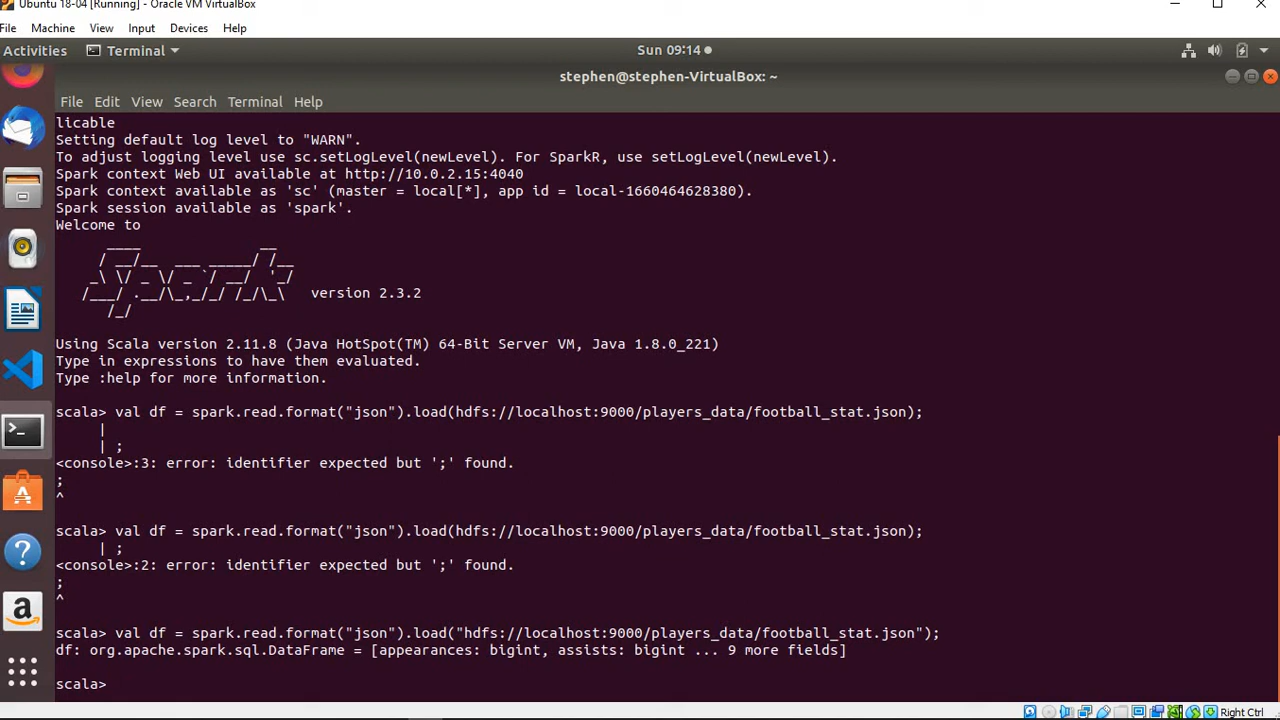 Ubuntu 18-04 [Running] - Oracle VM VirtualBox
File Machine View Input Devices Help
Activities Terminal Sun 09:14
stephen@stephen-VirtualBox: ~
File Edit View Search Terminal Help
licable
Setting default log level to "WARN".
To adjust logging level use sc.setLogLevel(newLevel). For SparkR, use setLogLevel(newLevel).
Spark context Web UI available at http://10.0.2.15:4040
Spark context available as 'sc' (master = local[*], app id = local-1660464628380).
Spark session available as 'spark'.
Welcome to
Spark
version 2.3.2
Using Scala version 2.11.8 (Java HotSpot(TM) 64-Bit Server VM, Java 1.8.0_221)
Type in expressions to have them evaluated.
Type :help for more information.
scala> val df = spark.read.format("json").load(hdfs://localhost:9000/players_data/football_stat.json);
|
| ;
<console>:3: error: identifier expected but ';' found.
;
^
scala> val df = spark.read.format("json").load(hdfs://localhost:9000/players_data/football_stat.json);
| ;
<console>:2: error: identifier expected but ';' found.
;
^
scala> val df = spark.read.format("json").load("hdfs://localhost:9000/players_data/football_stat.json");
df: org.apache.spark.sql.DataFrame = [appearances: bigint, assists: bigint ... 9 more fields]
scala>
Right Ctrl